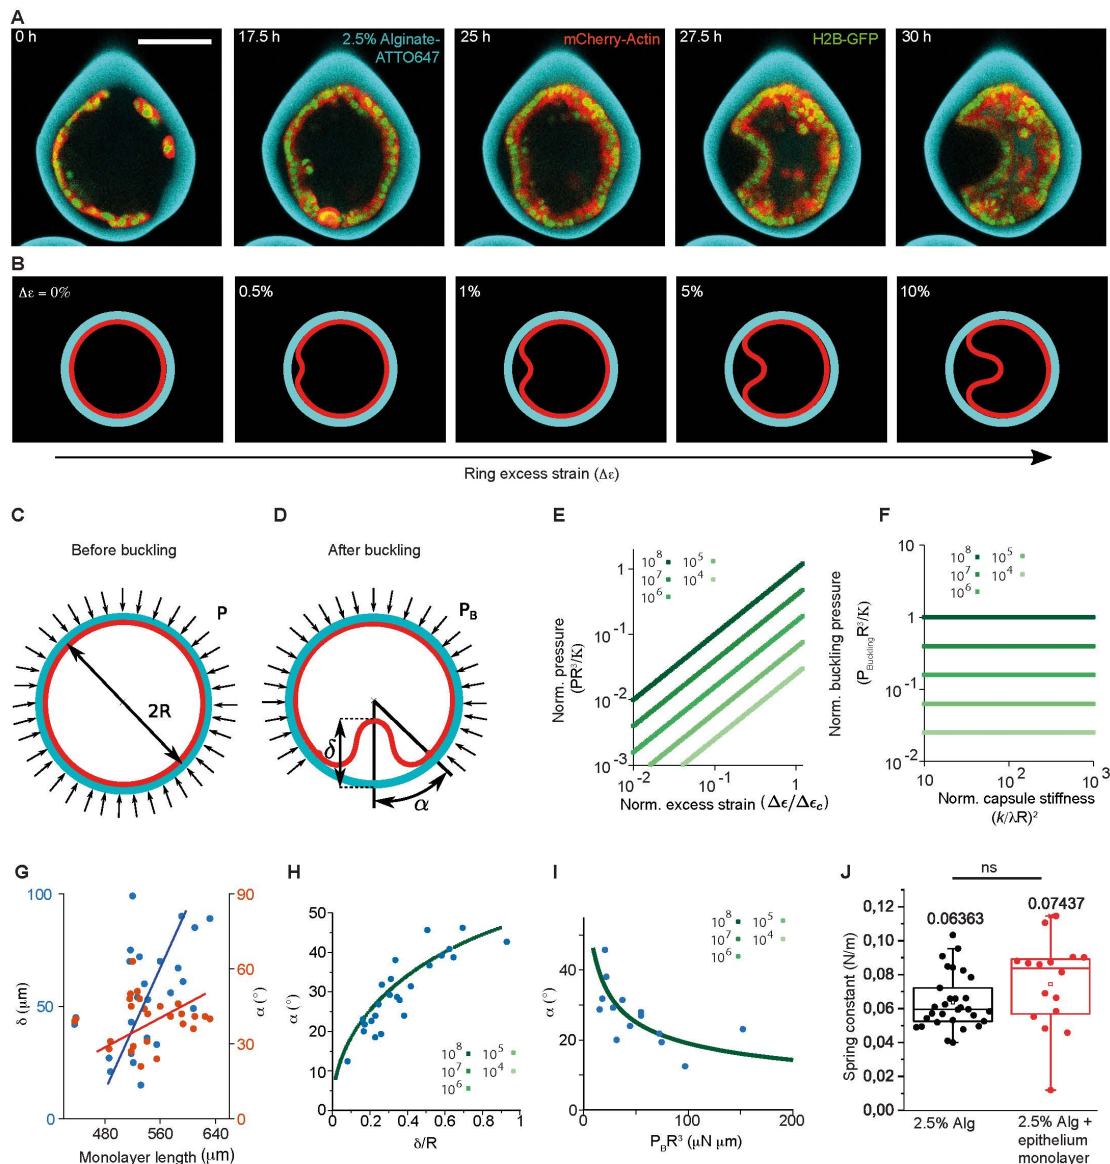 A
0 h
17.5 h
2.5% Alginate-
ATTO647
25 h
mCherry-Actin
27.5 h
H2B-GFP
30 h
B
Δε = 0%
0.5%
1%
5%
10%
Ring excess strain (Δε)
C
Before buckling
P
2R
D
After buckling
P_B
δ
α
E
10^8
10^5
10^7
10^4
10^6
Norm. pressure
(PR^3/K)
1
10^-1
10^-2
10^-3
10^-2
10^-1
1
Norm. excess strain (Δϵ/Δϵ_c)
F
10^8
10^5
10^7
10^4
10^6
Norm. buckling pressure
(P_Buckling R^3/K)
10
1
10^-1
10^-2
10
10^2
10^3
Norm. capsule stiffness
(k/λR)^2
G
100
50
0
δ (μm)
90
60
30
0
α (°)
480
560
640
Monolayer length (μm)
H
50
40
30
20
10
0
α (°)
10^8
10^5
10^7
10^4
10^6
0
0.2
0.4
0.6
0.8
1
δ/R
I
10^8
10^5
10^7
10^4
10^6
40
20
0
α (°)
0
100
200
P_B R^3 (μN μm)
J
ns
0.06363
0.07437
Spring constant (N/m)
0,12
0,10
0,08
0,06
0,04
0,02
0,00
2.5% Alg
2.5% Alg +
epithelium
monolayer